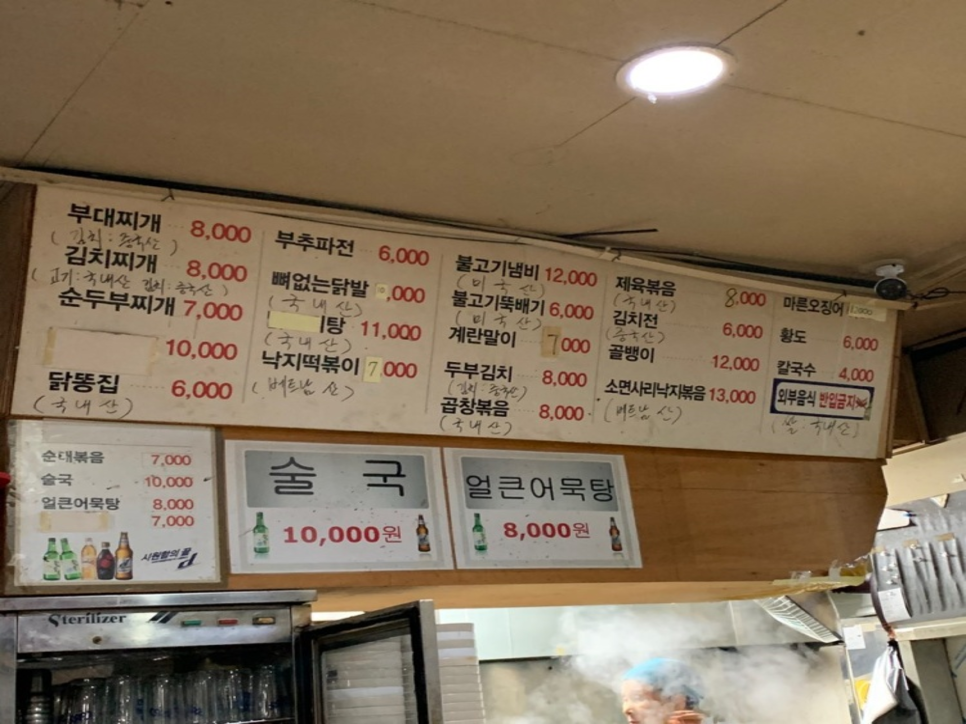 부대찌개 8,000
(김치:중국산)
김치찌개 8,000
(고기:국내산 김치:중국산)
순두부찌개 7,000
10,000
닭똥집 6,000
(국내산)
부추파전 6,000
뼈없는닭발 ,000
(국내산)
탕 11,000
(국내산)
낙지떡볶이 7,000
(베트남산)
불고기냄비 12,000
(미국산)
불고기뚝배기 6,000
(미국산)
계란말이 7,000
두부김치 8,000
(김치:중국산)
곱창볶음 8,000
(국내산)
제육볶음 8,000
(국내산)
김치전 6,000
(중국산)
골뱅이 12,000
소면사리낙지볶음 13,000
(베트남산)
마른오징어
황도 6,000
칼국수 4,000
외부음식 반입금지
(쌀:국내산)
순대볶음 7,000
술국 10,000
얼큰어묵탕 8,000
7,000
시원함의 끝
술국
10,000원
얼큰어묵탕
8,000원
Sterilizer